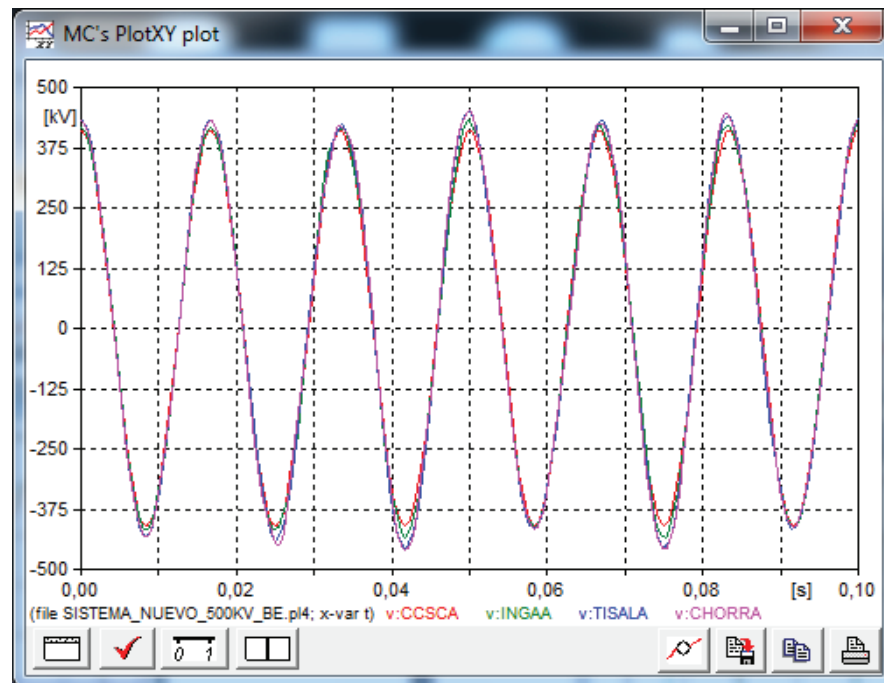 MC's PlotXY plot
500
[kV]
375
250
125
0
-125
-250
-375
-500
0,00 0,02 0,04 0,06 0,08 [s] 0,10
(file SISTEMA_NUEVO_500KV_BE.pl4; x-var t) v:CCSCA v:INGAA v:TISALA v:CHORRA
0 1